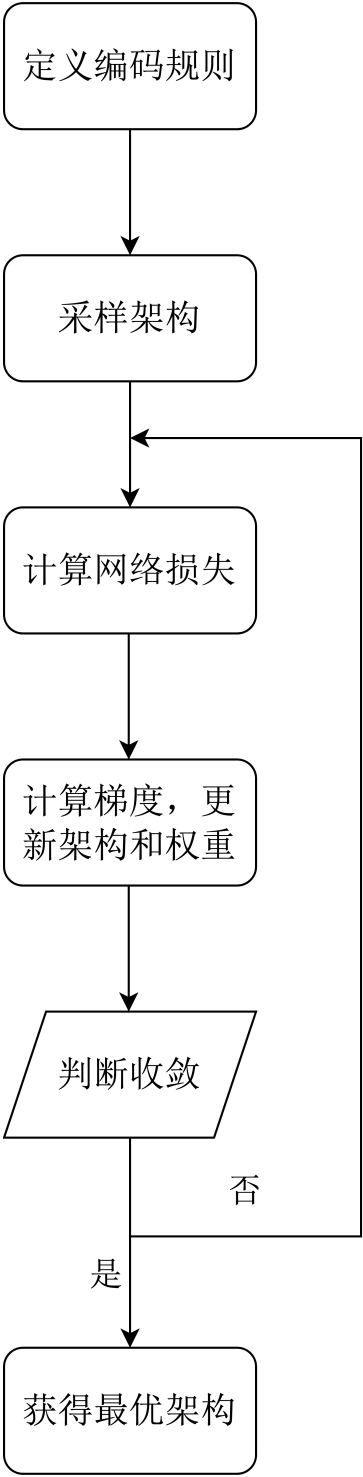 定义编码规则
采样架构
计算网络损失
计算梯度，更
新架构和权重
判断收敛
否
是
获得最优架构